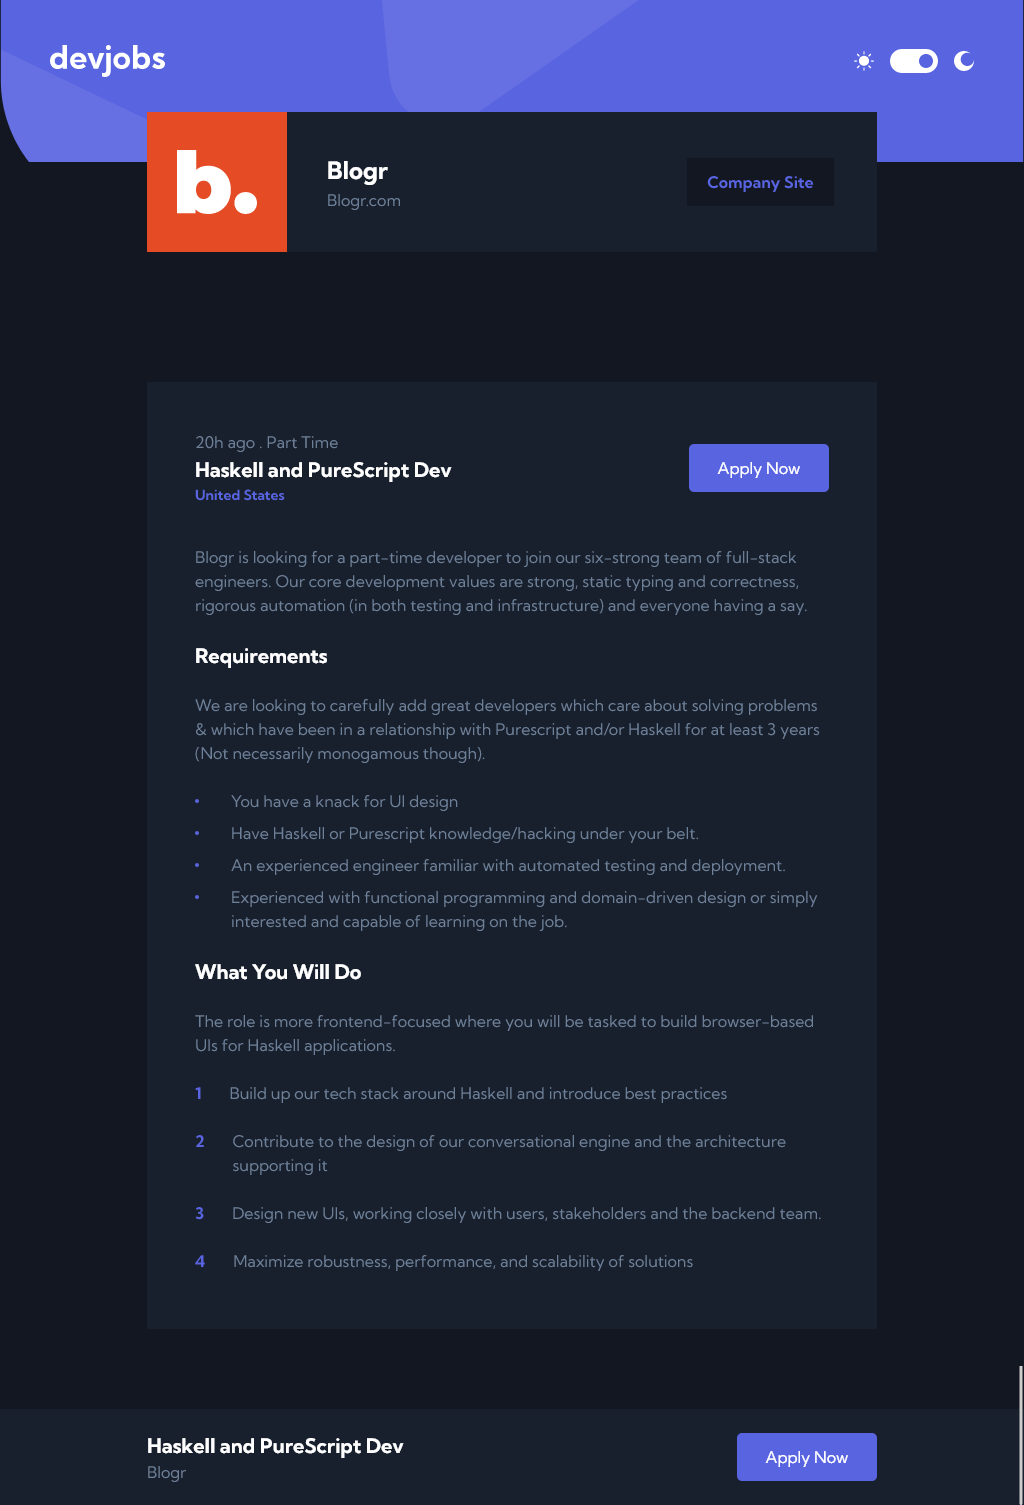 devjobs
b.
Blogr
Blogr.com
Company Site
20h ago . Part Time
Haskell and PureScript Dev
United States
Apply Now
Blogr is looking for a part-time developer to join our six-strong team of full-stack
engineers. Our core development values are strong, static typing and correctness,
rigorous automation (in both testing and infrastructure) and everyone having a say.
Requirements
We are looking to carefully add great developers which care about solving problems
& which have been in a relationship with Purescript and/or Haskell for at least 3 years
(Not necessarily monogamous though).
• You have a knack for UI design
• Have Haskell or Purescript knowledge/hacking under your belt.
• An experienced engineer familiar with automated testing and deployment.
• Experienced with functional programming and domain-driven design or simply
interested and capable of learning on the job.
What You Will Do
The role is more frontend-focused where you will be tasked to build browser-based
UIs for Haskell applications.
1 Build up our tech stack around Haskell and introduce best practices
2 Contribute to the design of our conversational engine and the architecture
supporting it
3 Design new UIs, working closely with users, stakeholders and the backend team.
4 Maximize robustness, performance, and scalability of solutions
Haskell and PureScript Dev
Blogr
Apply Now